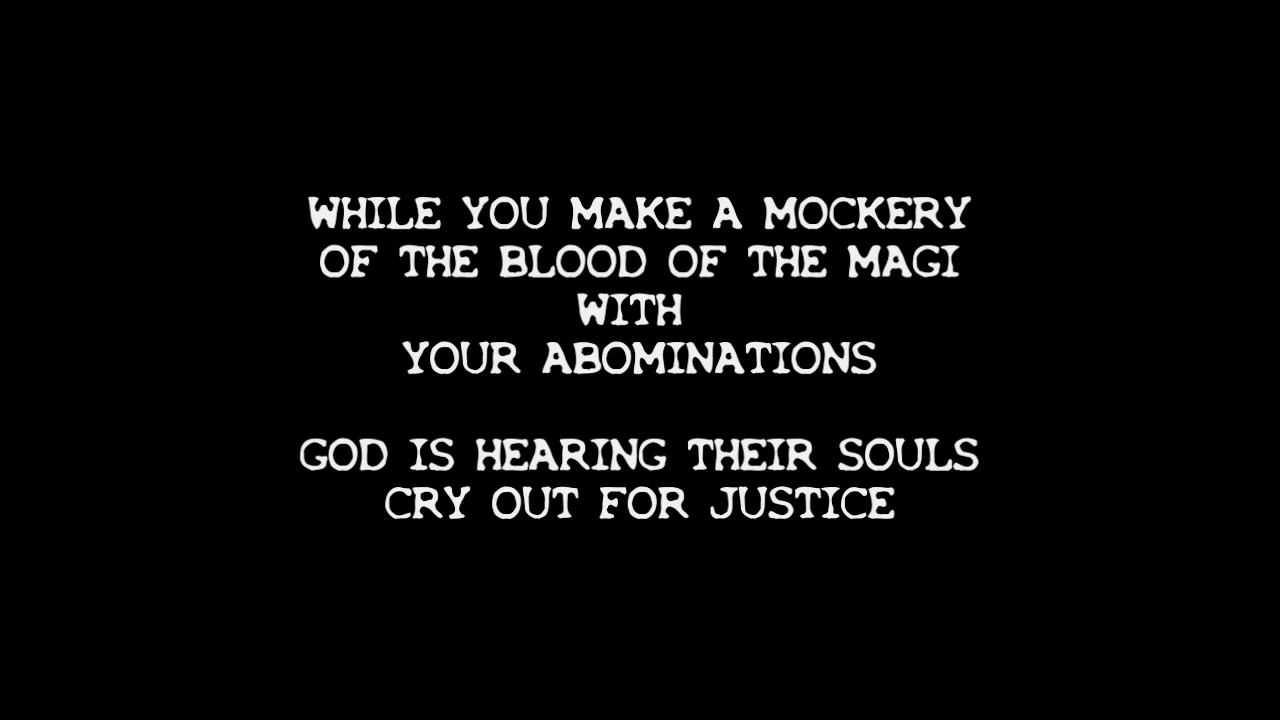 WHILE YOU MAKE A MOCKERY
OF THE BLOOD OF THE MAGI
WITH
YOUR ABOMINATIONS
GOD IS HEARING THEIR SOULS
CRY OUT FOR JUSTICE